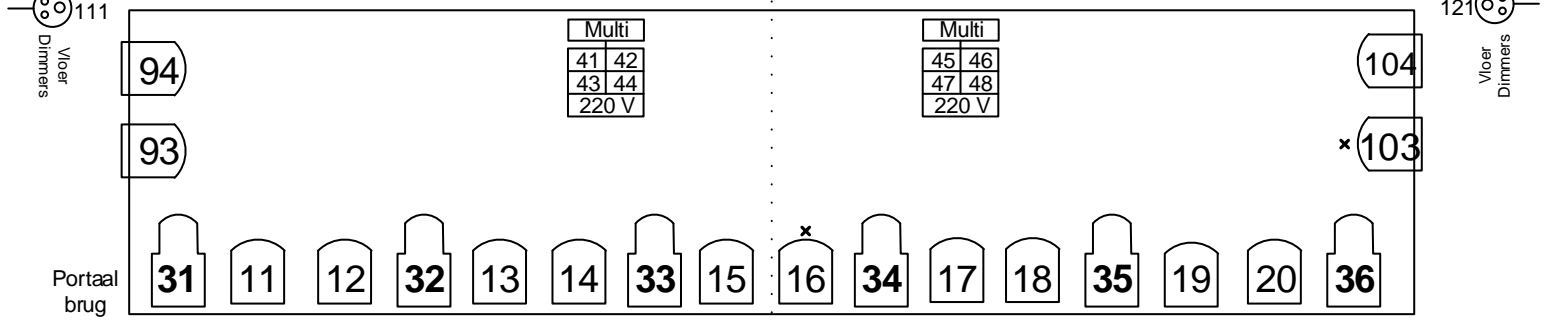 111
121
Vloer
Dimmers
Multi
41 42
43 44
220 V
Multi
45 46
47 48
220 V
Vloer
Dimmers
94
104
93
x 103
x
31 11 12 32 13 14 33 15 16 34 17 18 35 19 20 36
Portaal
brug